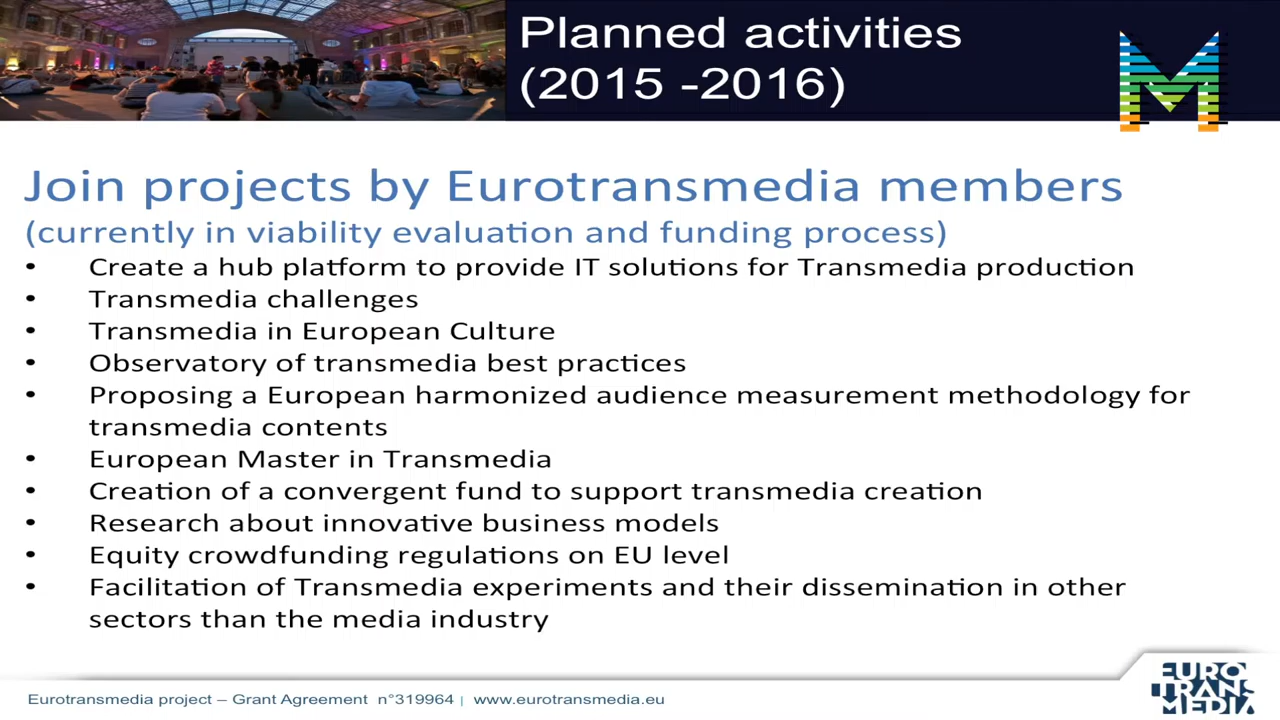 Planned activities
(2015 -2016)
Join projects by Eurotransmedia members
(currently in viability evaluation and funding process)
• Create a hub platform to provide IT solutions for Transmedia production
• Transmedia challenges
• Transmedia in European Culture
• Observatory of transmedia best practices
• Proposing a European harmonized audience measurement methodology for
transmedia contents
• European Master in Transmedia
• Creation of a convergent fund to support transmedia creation
• Research about innovative business models
• Equity crowdfunding regulations on EU level
• Facilitation of Transmedia experiments and their dissemination in other
sectors than the media industry
Eurotransmedia project – Grant Agreement n°319964 | www.eurotransmedia.eu
EURO
TRANS
MEDIA